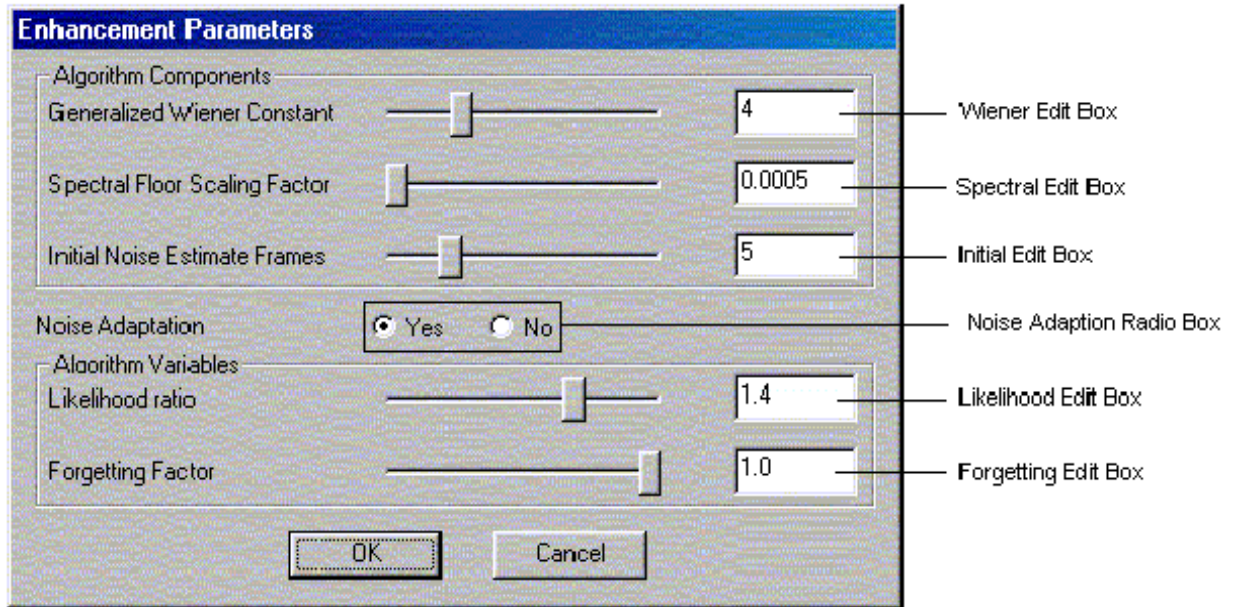 Enhancement Parameters
Algorithm Components
Generalized Wiener Constant 4 Wiener Edit Box
Spectral Floor Scaling Factor 0.0005 Spectral Edit Box
Initial Noise Estimate Frames 5 Initial Edit Box
Noise Adaptation Yes No Noise Adaption Radio Box
Algorithm Variables
Likelihood ratio 1.4 Likelihood Edit Box
Forgetting Factor 1.0 Forgetting Edit Box
OK Cancel